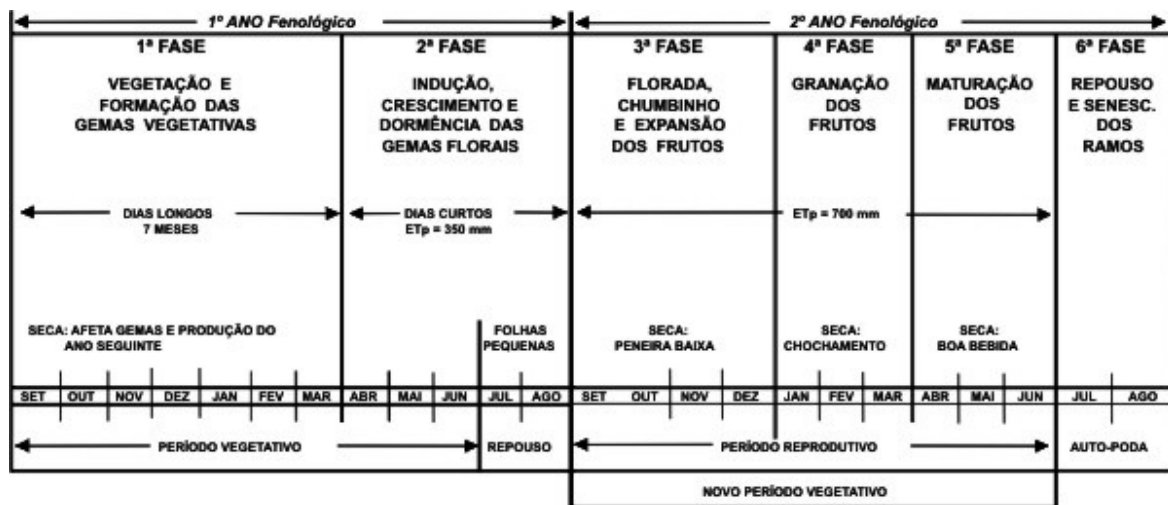 1º ANO Fenológico
2º ANO Fenológico
1ª FASE
VEGETAÇÃO E
FORMAÇÃO DAS
GEMAS VEGETATIVAS
2ª FASE
INDUÇÃO,
CRESCIMENTO E
DORMÊNCIA DAS
GEMAS FLORAIS
3ª FASE
FLORADA,
CHUMBINHO
E EXPANSÃO
DOS FRUTOS
4ª FASE
GRANAÇÃO
DOS
FRUTOS
5ª FASE
MATURAÇÃO
DOS
FRUTOS
6ª FASE
REPOUSO
E SENESC.
DOS
RAMOS
DIAS LONGOS
7 MESES
DIAS CURTOS
ETp = 350 mm
ETp = 700 mm
SECA: AFETA GEMAS E PRODUÇÃO DO
ANO SEGUINTE
FOLHAS
PEQUENAS
SECA:
PENEIRA BAIXA
SECA:
CHOCHAMENTO
SECA:
BOA BEBIDA
SET OUT NOV DEZ JAN FEV MAR ABR MAI JUN JUL AGO SET OUT NOV DEZ JAN FEV MAR ABR MAI JUN JUL AGO
PERÍODO VEGETATIVO
REPOUSO
PERÍODO REPRODUTIVO
AUTO-PODA
NOVO PERÍODO VEGETATIVO